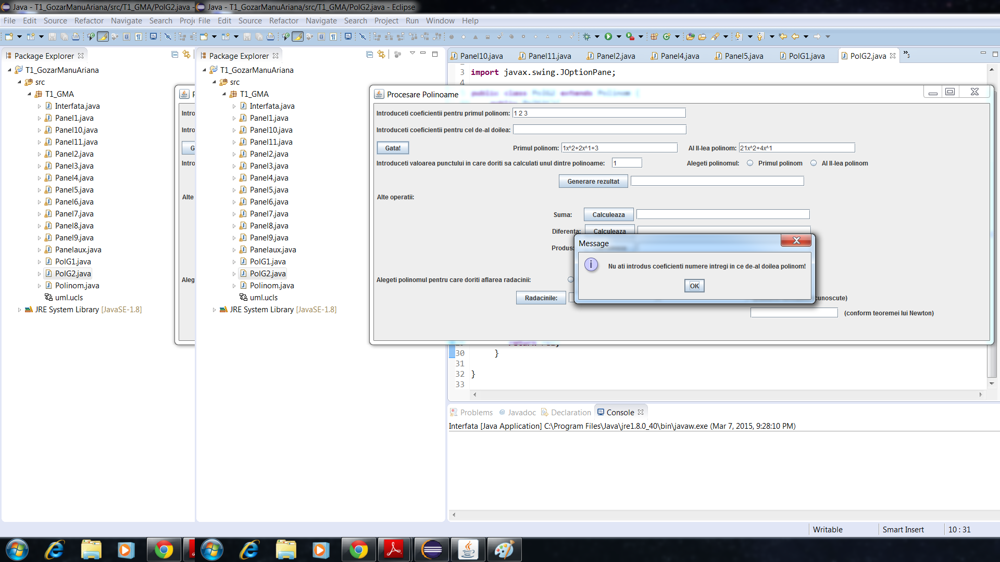 Java - T1_GozarManuAriana/src/T1_GMA/PolG2.java -
Java - T1_GozarManuAriana/src/T1_GMA/PolG2.java - Eclipse
File Edit Source Refactor Navigate Search Proje
File Edit Source Refactor Navigate Search Project Run Window Help
Package Explorer
T1_GozarManuAriana
src
T1_GMA
Interfata.java
Panel1.java
Panel10.java
Panel11.java
Panel2.java
Panel3.java
Panel4.java
Panel5.java
Panel6.java
Panel7.java
Panel8.java
Panel9.java
Panelaux.java
PolG1.java
PolG2.java
Polinom.java
uml.ucls
JRE System Library [JavaSE-1.8]
Intro
Intro
G
Intro
Alte
Aleg
Package Explorer
T1_GozarManuAriana
src
T1_GMA
Interfata.java
Panel1.java
Panel10.java
Panel11.java
Panel2.java
Panel3.java
Panel4.java
Panel5.java
Panel6.java
Panel7.java
Panel8.java
Panel9.java
Panelaux.java
PolG1.java
PolG2.java
Polinom.java
uml.ucls
JRE System Library [JavaSE-1.8]
Panel10.java Panel11.java Panel2.java Panel4.java Panel5.java PolG1.java PolG2.java »3
3 import javax.swing.JOptionPane;
4
public class PolG2 extends Polinom {
Procesare Polinoame
Introduceti coeficientii pentru primul polinom: 1 2 3
Introduceti coeficientii pentru cel de-al doilea:
Gata! Primul polinom: 1x^2+2x^1+3 Al II-lea polinom: 21x^2+4x^1
Introduceti valoarea punctului in care doriti sa calculati unul dintre polinoame: 1 Alegeti polinomul: Primul polinom Al II-lea polinom
Generare rezultat
Alte operatii:
Suma: Calculeaza
Diferenta: Calculeaza
Produs:
Message
Nu ati introdus coeficienti numere intregi in ce de-al doilea polinom!
OK
Alegeti polinomul pentru care doriti aflarea radacinii:
Radacinile: cunoscute)
(conform teoremei lui Newton)
30 }
31
32 }
33
Problems @ Javadoc Declaration Console
Interfata [Java Application] C:\Program Files\Java\jre1.8.0_40\bin\javaw.exe (Mar 7, 2015, 9:28:10 PM)
Writable Smart Insert 10 : 31